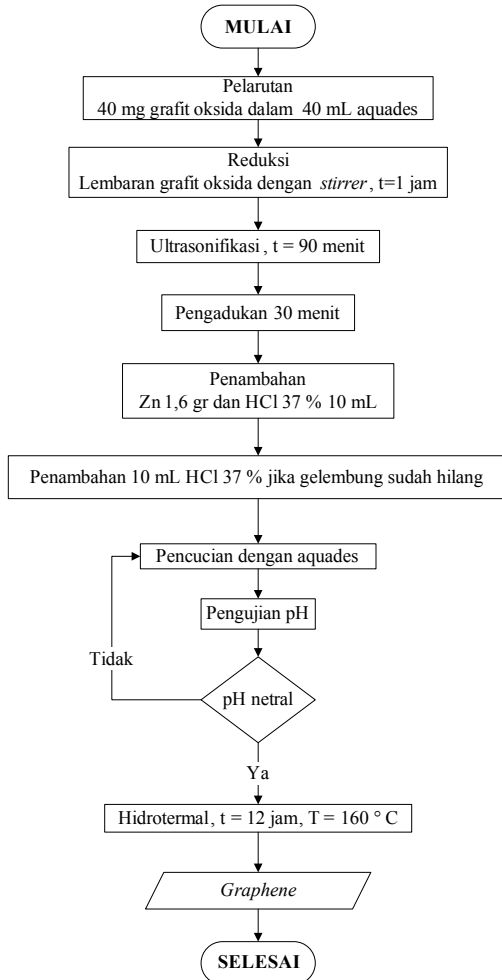 MULAI
Pelarutan
40 mg grafit oksida dalam 40 mL aquades
Reduksi
Lembaran grafit oksida dengan stirrer, t=1 jam
Ultrasonifikasi, t = 90 menit
Pengadukan 30 menit
Penambahan
Zn 1,6 gr dan HCl 37 % 10 mL
Penambahan 10 mL HCl 37 % jika gelembung sudah hilang
Pencucian dengan aquades
Pengujian pH
Tidak
pH netral
Ya
Hidrotermal, t = 12 jam, T = 160 ° C
Graphene
SELESAI